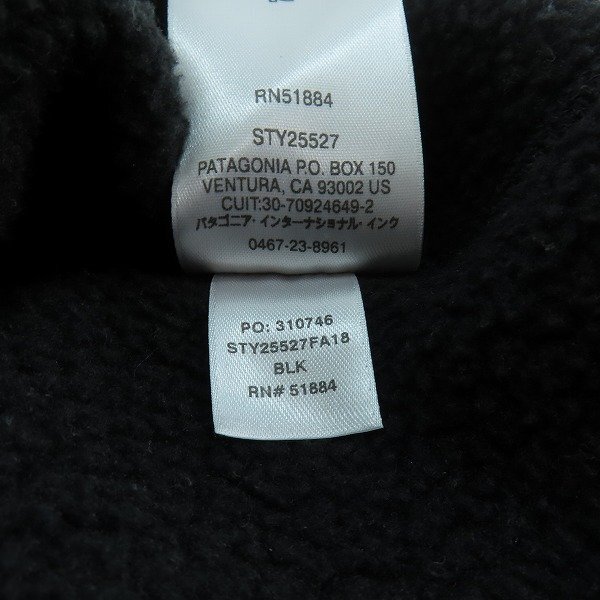 RN51884
STY25527
PATAGONIA P.O. BOX 150
VENTURA, CA 93002 US
CUIT:30-70924649-2
パタゴニア・インターナショナル・インク
0467-23-8961
PO: 310746
STY25527FA18
BLK
RN# 51884